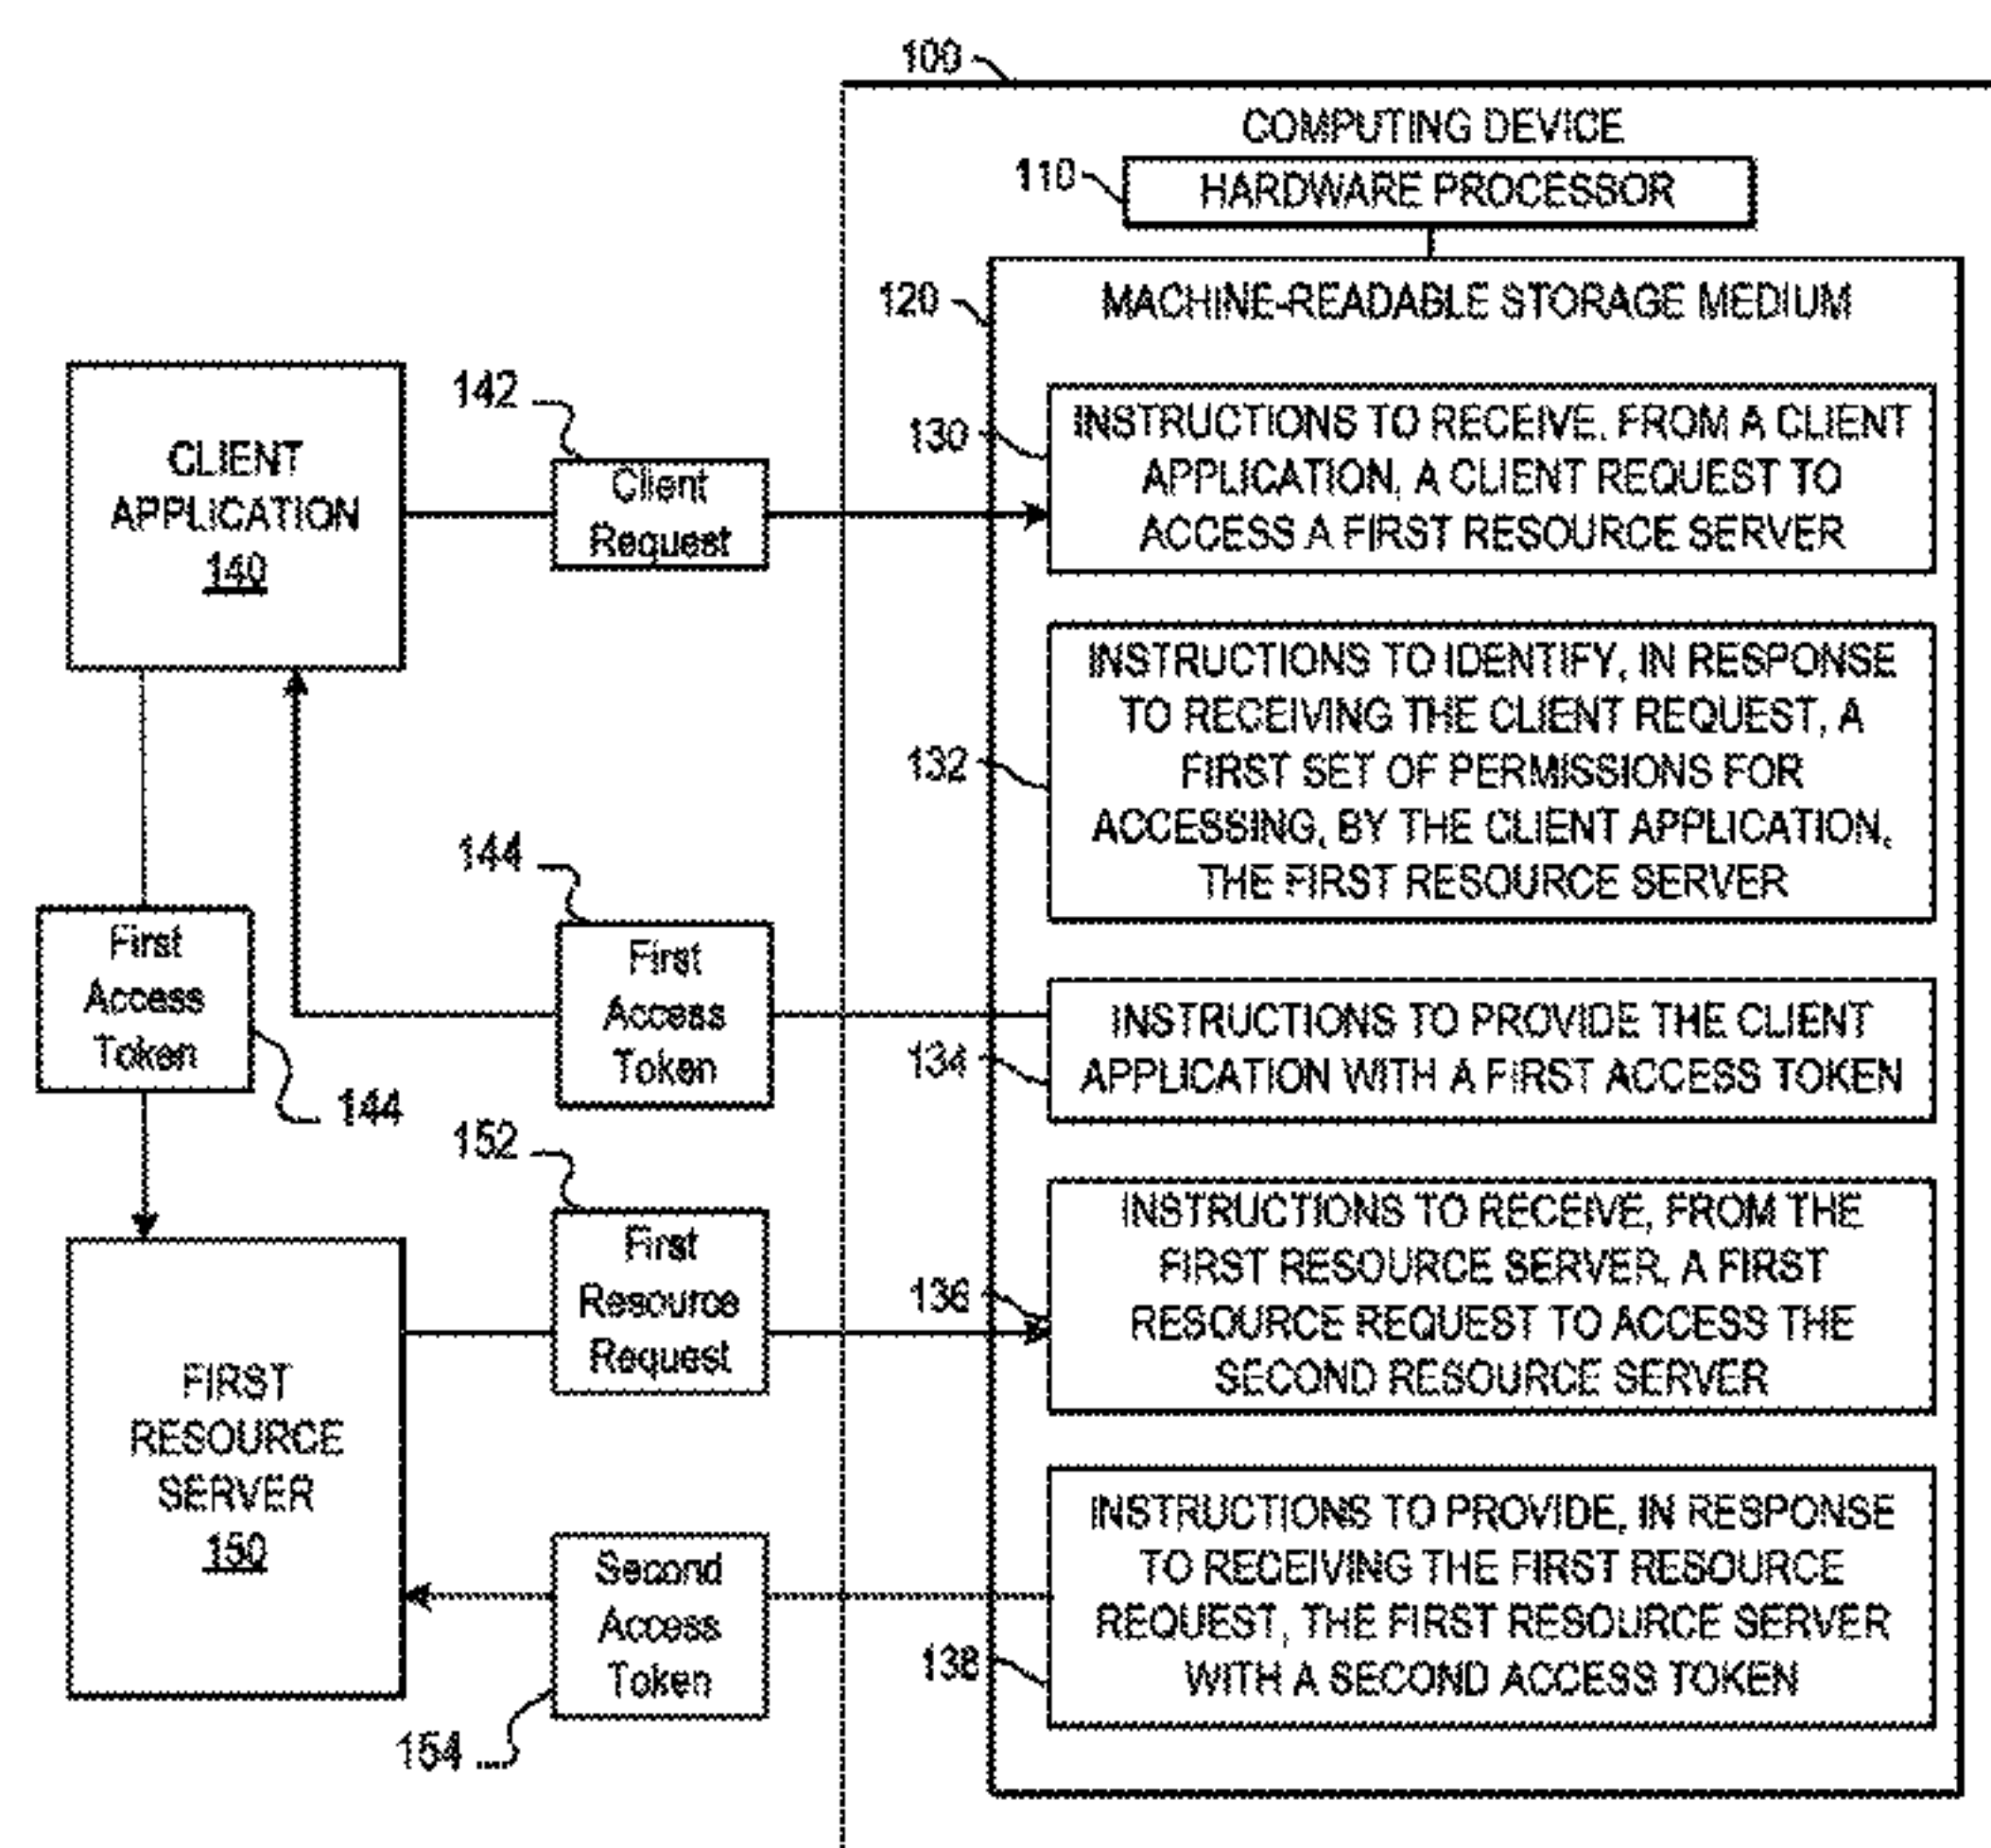 100
COMPUTING DEVICE
110
HARDWARE PROCESSOR
120
MACHINE-READABLE STORAGE MEDIUM
CLIENT
APPLICATION
140
142
Client
Request
130
INSTRUCTIONS TO RECEIVE, FROM A CLIENT
APPLICATION, A CLIENT REQUEST TO
ACCESS A FIRST RESOURCE SERVER
132
INSTRUCTIONS TO IDENTIFY, IN RESPONSE
TO RECEIVING THE CLIENT REQUEST, A
FIRST SET OF PERMISSIONS FOR
ACCESSING, BY THE CLIENT APPLICATION,
THE FIRST RESOURCE SERVER
First
Access
Token
144
144
First
Access
Token
134
INSTRUCTIONS TO PROVIDE THE CLIENT
APPLICATION WITH A FIRST ACCESS TOKEN
152
First
Resource
Request
136
INSTRUCTIONS TO RECEIVE, FROM THE
FIRST RESOURCE SERVER, A FIRST
RESOURCE REQUEST TO ACCESS THE
SECOND RESOURCE SERVER
FIRST
RESOURCE
SERVER
150
Second
Access
Token
154
138
INSTRUCTIONS TO PROVIDE, IN RESPONSE
TO RECEIVING THE FIRST RESOURCE
REQUEST, THE FIRST RESOURCE SERVER
WITH A SECOND ACCESS TOKEN